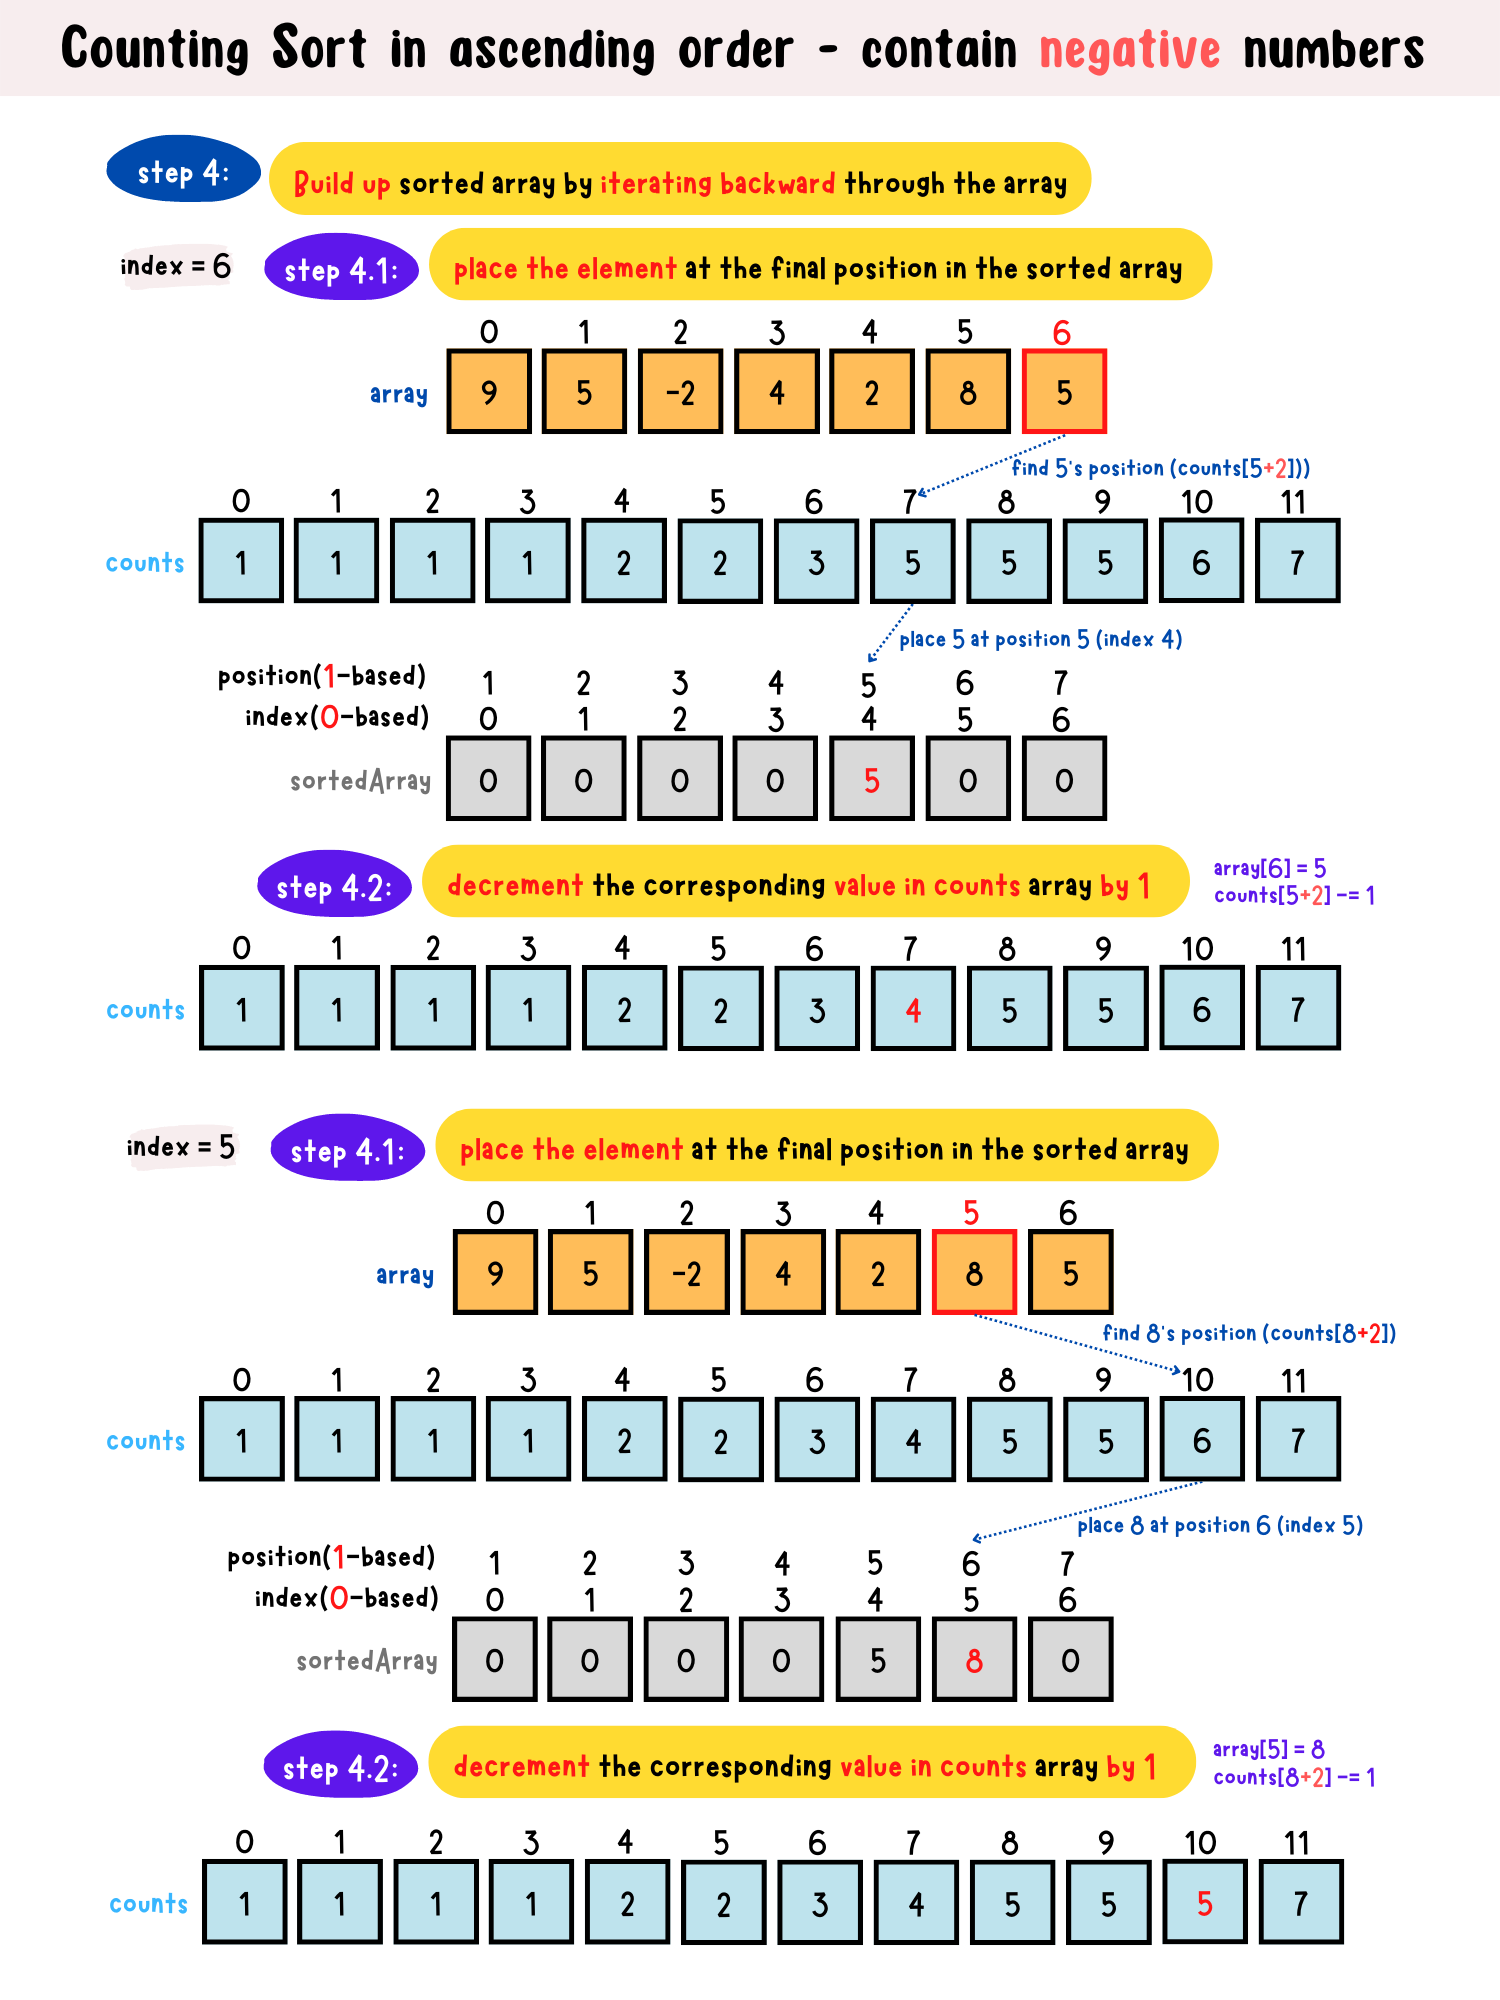 Counting Sort in ascending order - contain negative numbers
step 4: Build up sorted array by iterating backward through the array
index = 6 step 4.1: place the element at the final position in the sorted array
0 1 2 3 4 5 6
array 9 5 -2 4 2 8 5
find 5's position (counts[5+2]))
0 1 2 3 4 5 6 7 8 9 10 11
counts 1 1 1 1 2 2 3 5 5 5 6 7
place 5 at position 5 (index 4)
position(1-based) 1 2 3 4 5 6 7
index(0-based) 0 1 2 3 4 5 6
sortedArray 0 0 0 0 5 0 0
step 4.2: decrement the corresponding value in counts array by 1
array[6] = 5
counts[5+2] -= 1
0 1 2 3 4 5 6 7 8 9 10 11
counts 1 1 1 1 2 2 3 4 5 5 6 7
index = 5 step 4.1: place the element at the final position in the sorted array
0 1 2 3 4 5 6
array 9 5 -2 4 2 8 5
find 8's position (counts[8+2])
0 1 2 3 4 5 6 7 8 9 10 11
counts 1 1 1 1 2 2 3 4 5 5 6 7
place 8 at position 6 (index 5)
position(1-based) 1 2 3 4 5 6 7
index(0-based) 0 1 2 3 4 5 6
sortedArray 0 0 0 0 5 8 0
step 4.2: decrement the corresponding value in counts array by 1
array[5] = 8
counts[8+2] -= 1
0 1 2 3 4 5 6 7 8 9 10 11
counts 1 1 1 1 2 2 3 4 5 5 5 7